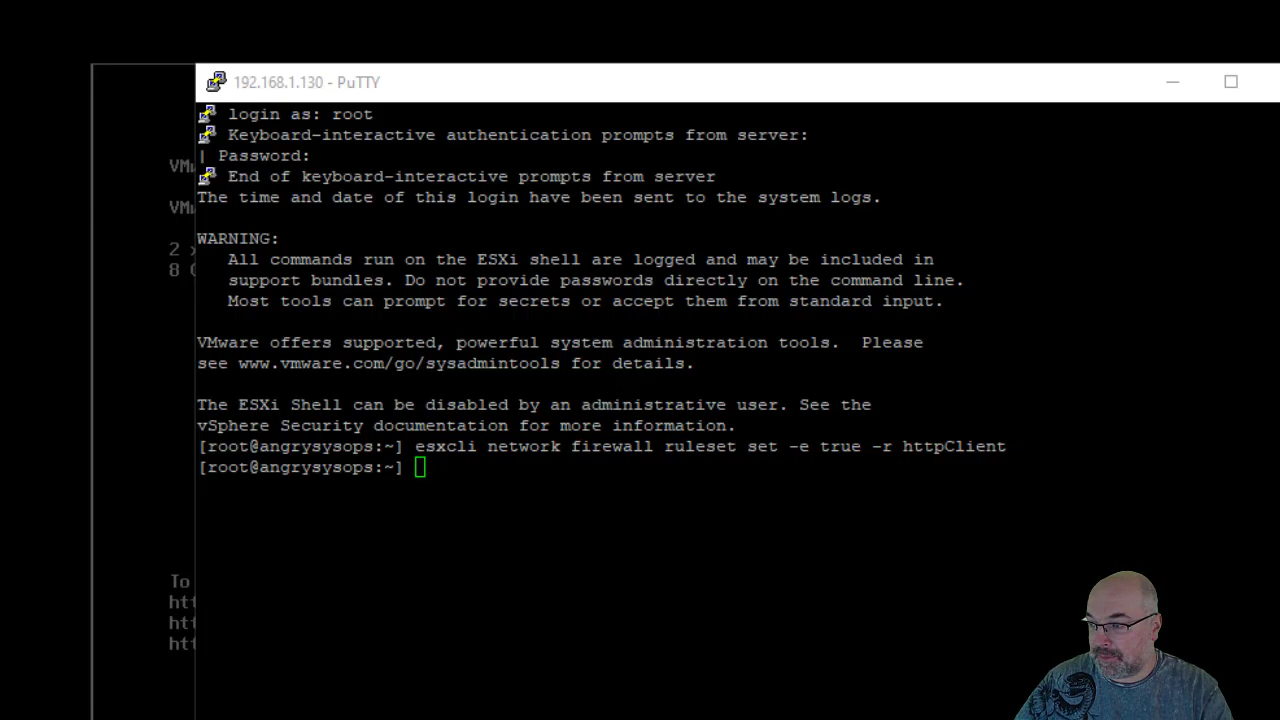 192.168.1.130 - PuTTY
login as: root
Keyboard-interactive authentication prompts from server:
| Password:
End of keyboard-interactive prompts from server
The time and date of this login have been sent to the system logs.
WARNING:
All commands run on the ESXi shell are logged and may be included in
support bundles. Do not provide passwords directly on the command line.
Most tools can prompt for secrets or accept them from standard input.
VMware offers supported, powerful system administration tools.  Please
see www.vmware.com/go/sysadmintools for details.
The ESXi Shell can be disabled by an administrative user. See the
vSphere Security documentation for more information.
[root@angrysysops:~] esxcli network firewall ruleset set -e true -r httpClient
[root@angrysysops:~]
2
8
To